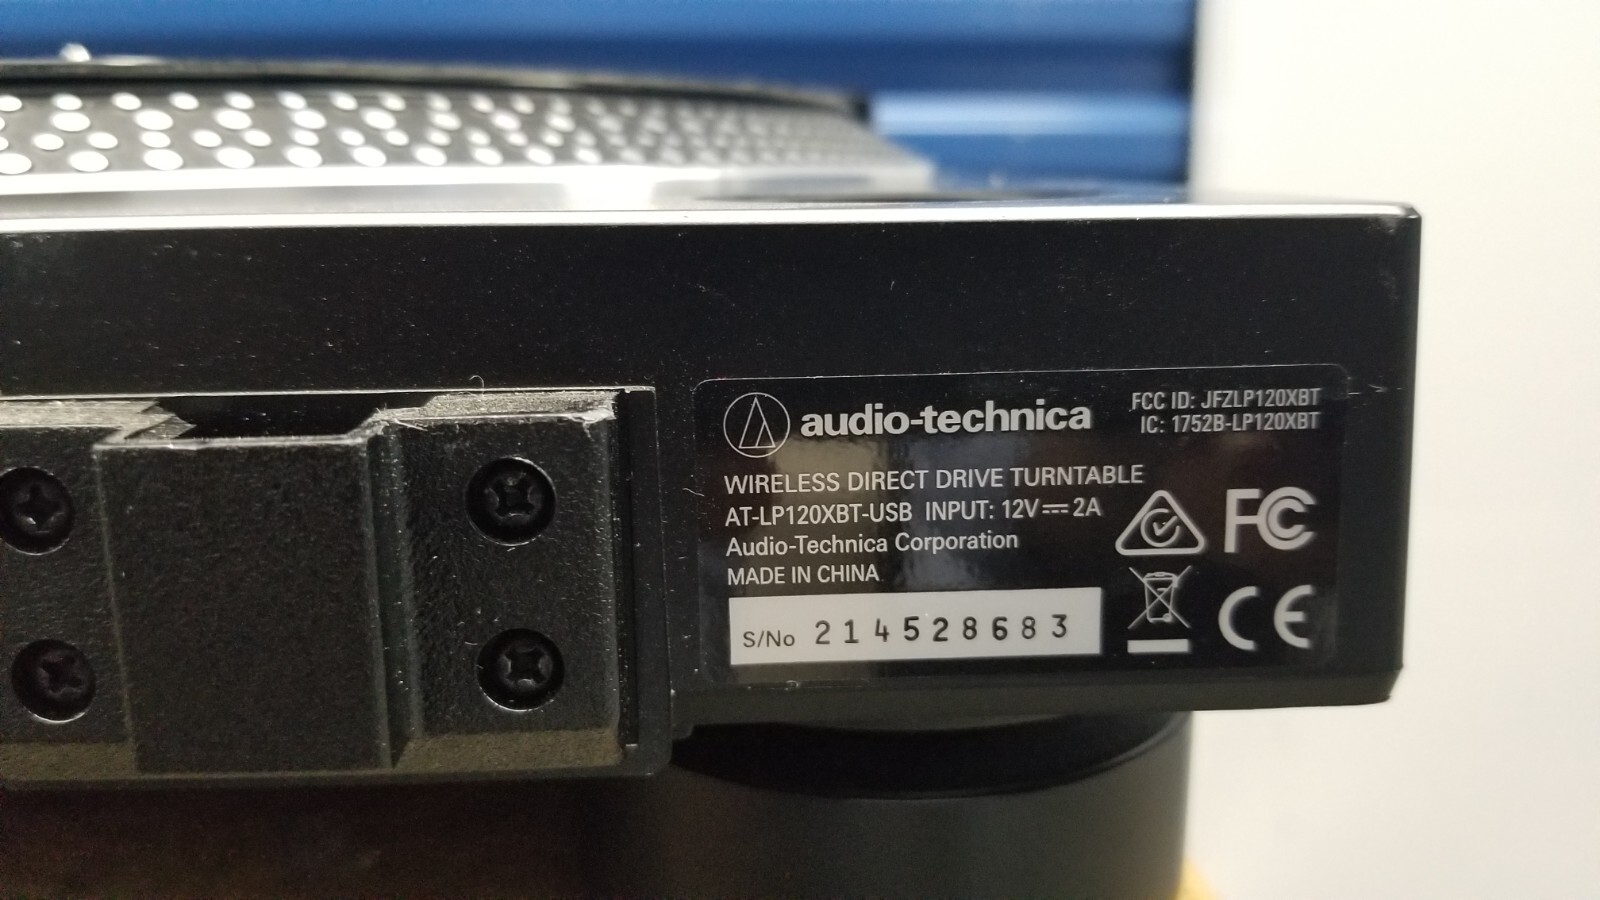 audio-technica
FCC ID: JFZLP120XBT
IC: 1752B-LP120XBT
WIRELESS DIRECT DRIVE TURNTABLE
AT-LP120XBT-USB INPUT: 12V⎓2A
Audio-Technica Corporation
MADE IN CHINA
FC
CE
S/No 214528683